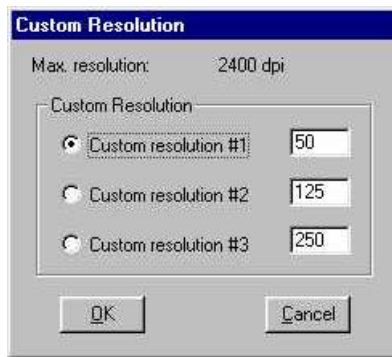 Custom Resolution
Max. resolution: 2400 dpi
Custom Resolution
Custom resolution #1 50
Custom resolution #2 125
Custom resolution #3 250
OK Cancel